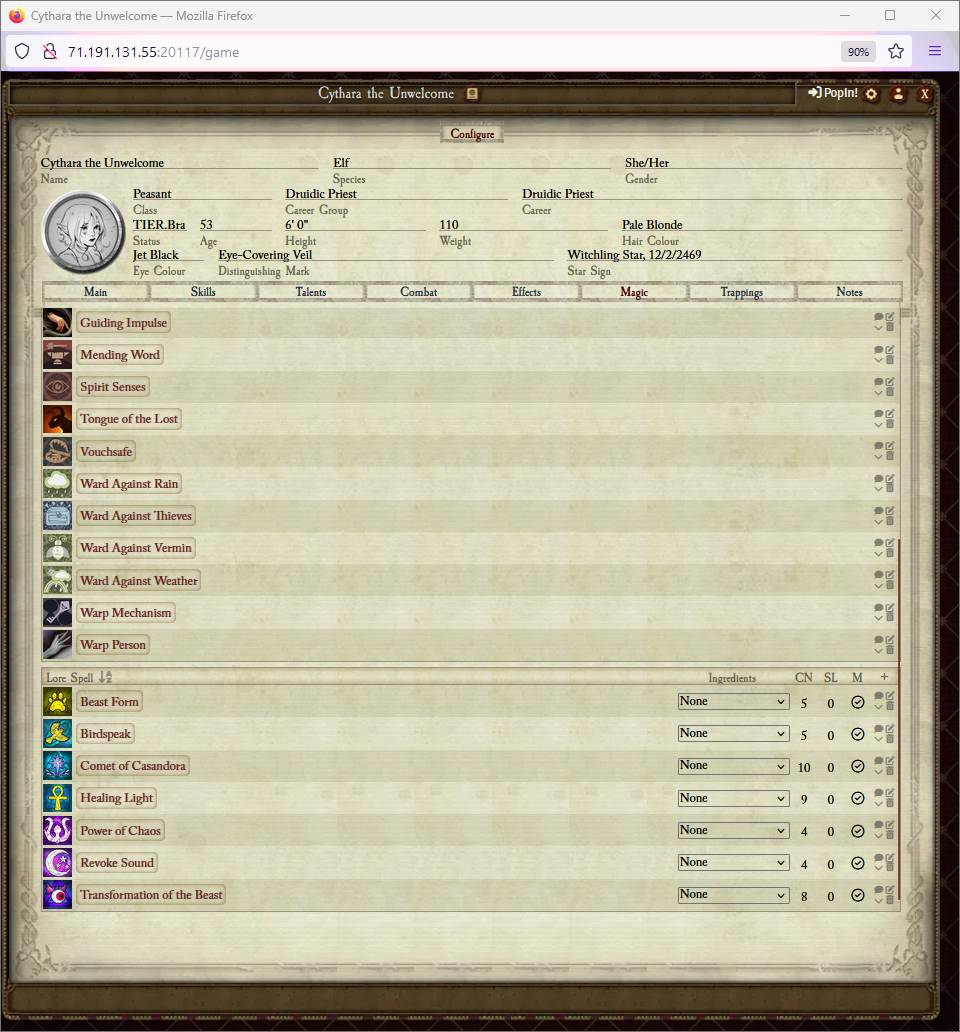 Cythara the Unwelcome — Mozilla Firefox
71.191.131.55:20117/game 90%
Cythara the Unwelcome PopIn! X
Configure
Cythara the Unwelcome Elf She/Her
Name Species Gender
Peasant Druidic Priest Druidic Priest
Class Career Group Career
TIER.Bra 53 6' 0" 110 Pale Blonde
Status Age Height Weight Hair Colour
Jet Black Eye-Covering Veil Witchling Star, 12/2/2469
Eye Colour Distinguishing Mark Star Sign
Main Skills Talents Combat Effects Magic Trappings Notes
Guiding Impulse
Mending Word
Spirit Senses
Tongue of the Lost
Vouchsafe
Ward Against Rain
Ward Against Thieves
Ward Against Vermin
Ward Against Weather
Warp Mechanism
Warp Person
Lore Spell Ingredients CN SL M +
Beast Form None 5 0
Birdspeak None 5 0
Comet of Casandora None 10 0
Healing Light None 9 0
Power of Chaos None 4 0
Revoke Sound None 4 0
Transformation of the Beast None 8 0